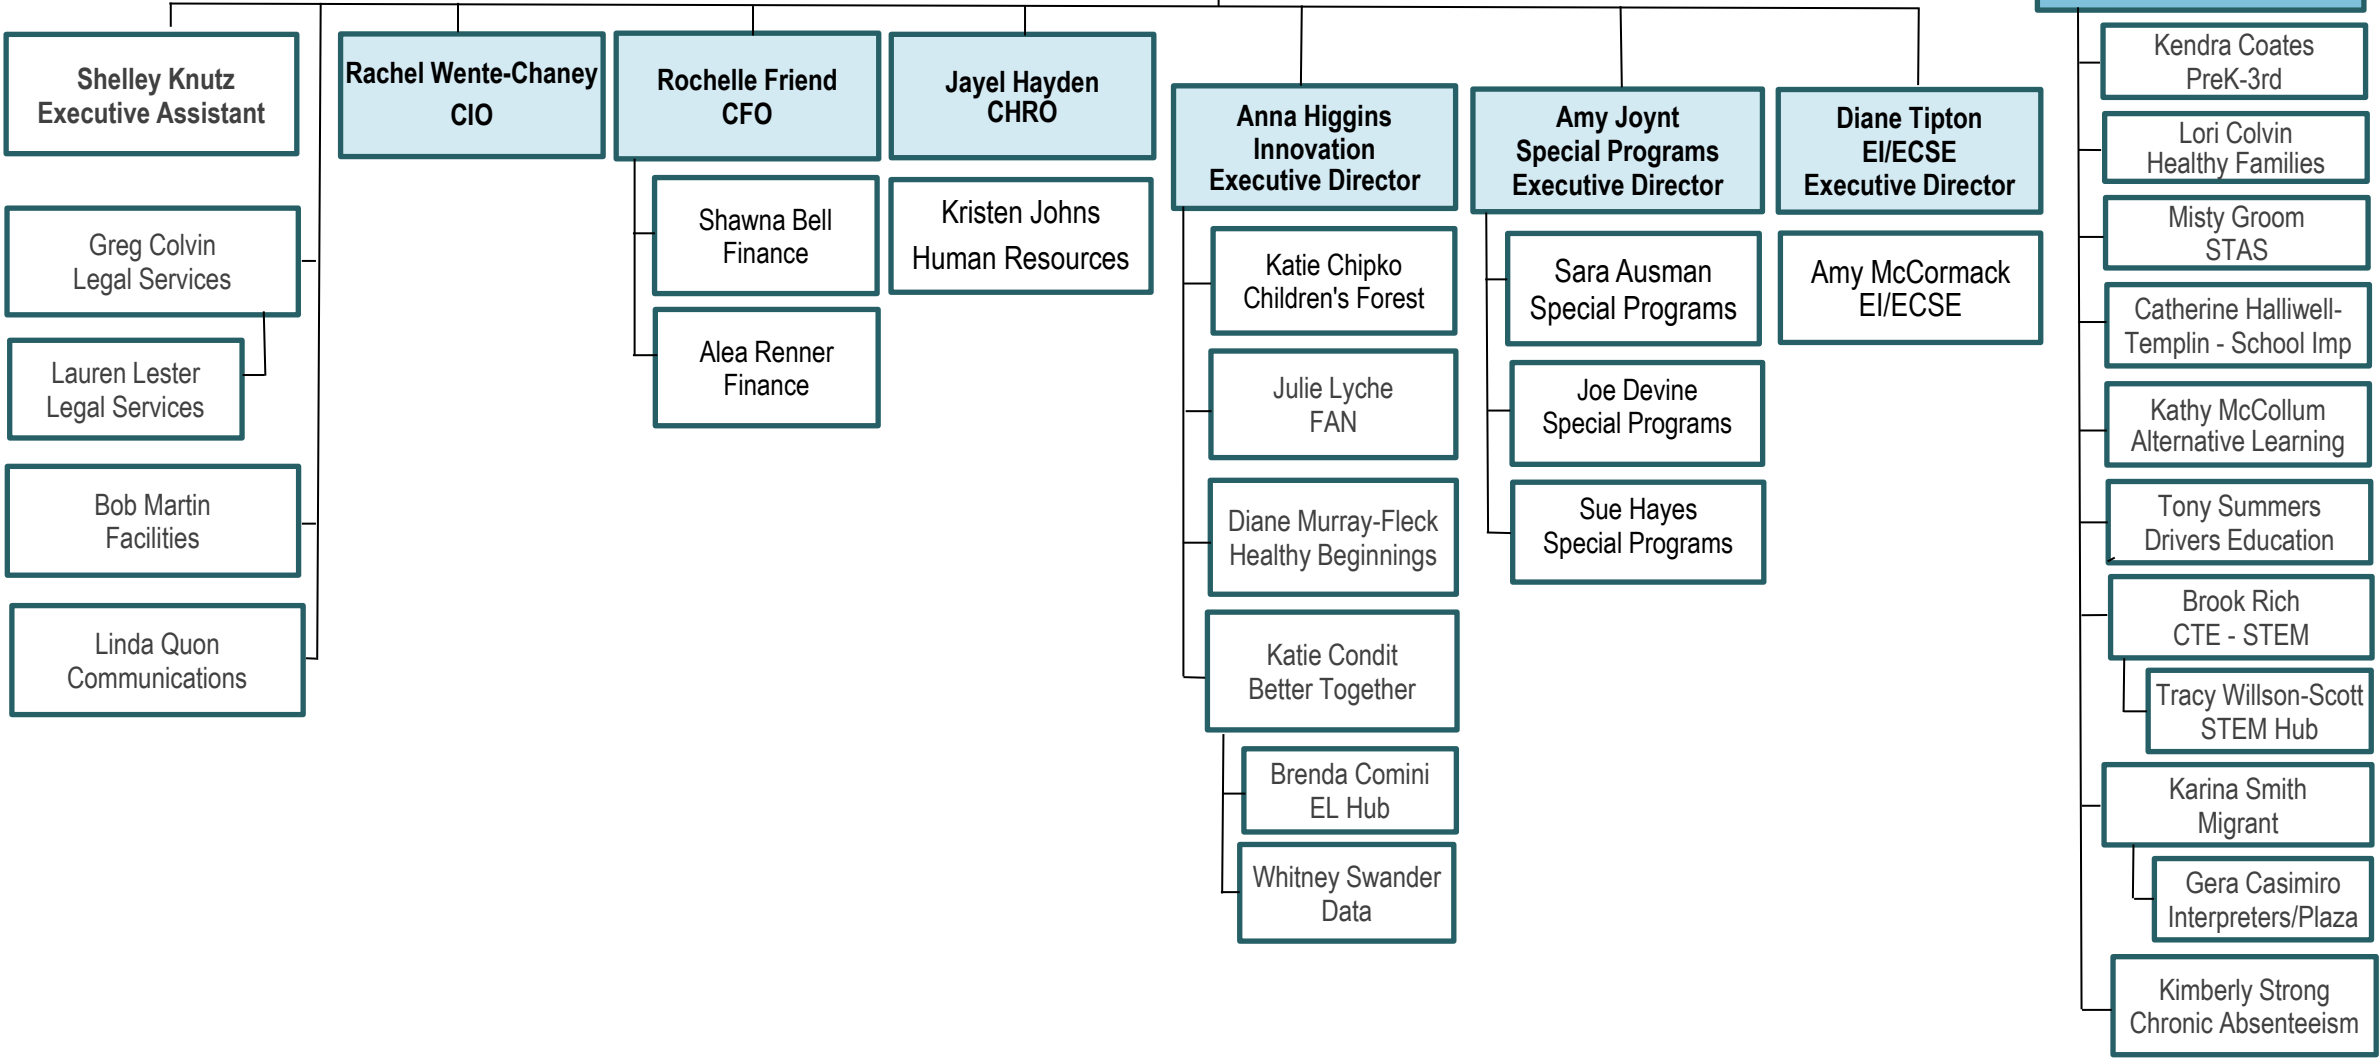 Shelley Knutz
Executive Assistant
Greg Colvin
Legal Services
Lauren Lester
Legal Services
Bob Martin
Facilities
Linda Quon
Communications
Rachel Wente-Chaney
CIO
Rochelle Friend
CFO
Shawna Bell
Finance
Alea Renner
Finance
Jayel Hayden
CHRO
Kristen Johns
Human Resources
Anna Higgins
Innovation
Executive Director
Katie Chipko
Children's Forest
Julie Lyche
FAN
Diane Murray-Fleck
Healthy Beginnings
Katie Condit
Better Together
Brenda Comini
EL Hub
Whitney Swander
Data
Amy Joynt
Special Programs
Executive Director
Sara Ausman
Special Programs
Joe Devine
Special Programs
Sue Hayes
Special Programs
Diane Tipton
EI/ECSE
Executive Director
Amy McCormack
EI/ECSE
Kendra Coates
PreK-3rd
Lori Colvin
Healthy Families
Misty Groom
STAS
Catherine Halliwell-
Templin - School Imp
Kathy McCollum
Alternative Learning
Tony Summers
Drivers Education
Brook Rich
CTE - STEM
Tracy Willson-Scott
STEM Hub
Karina Smith
Migrant
Gera Casimiro
Interpreters/Plaza
Kimberly Strong
Chronic Absenteeism